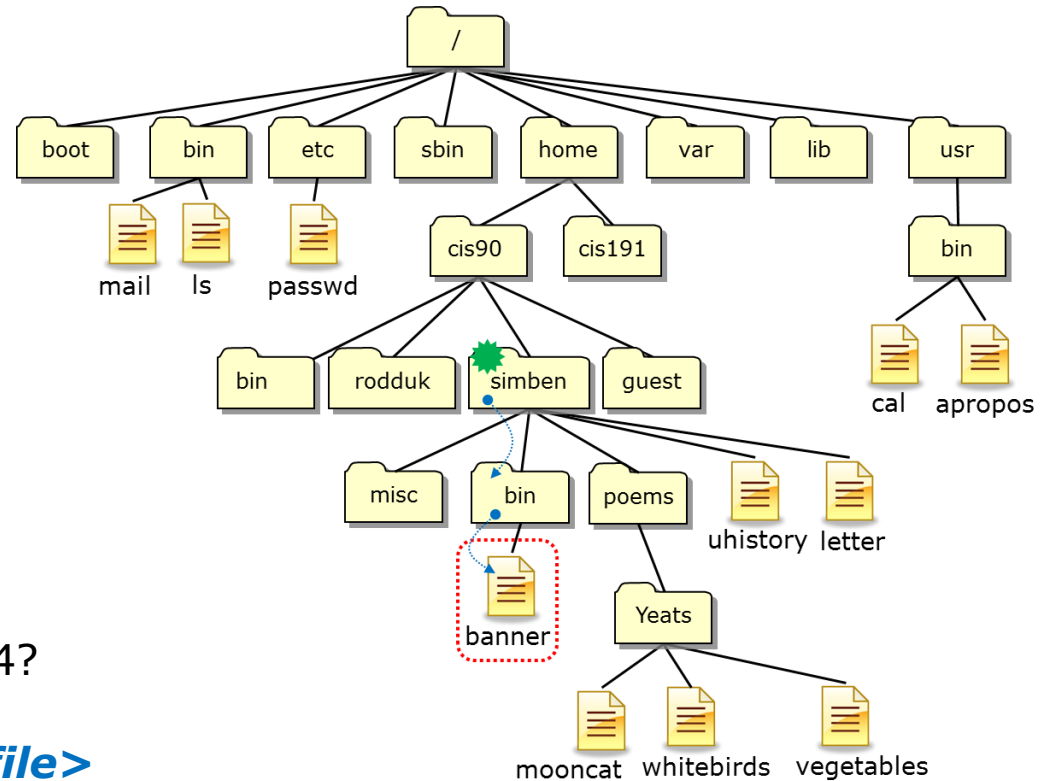 /
boot bin etc sbin home var lib usr
mail ls passwd
cis90 cis191 bin
bin rodduk simben guest
cal apropos
misc bin poems
uhistory letter
banner
Yeats
4?
file>
mooncat whitebirds vegetables